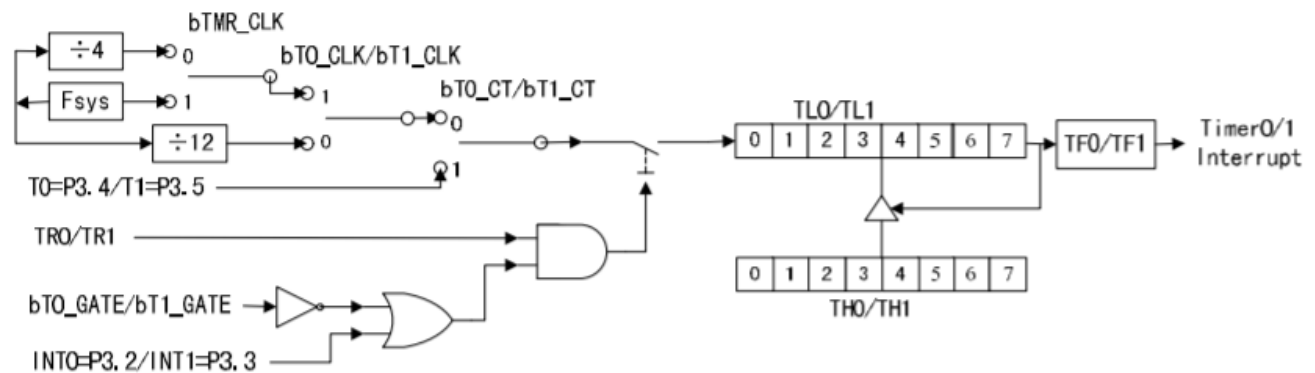 bTMR_CLK
÷4
0
bT0_CLK/bT1_CLK
Fsys
1
1
bT0_CT/bT1_CT
÷12
0
0
TL0/TL1
0 1 2 3 4 5 6 7
TF0/TF1
Timer0/1
Interrupt
T0=P3.4/T1=P3.5
1
TR0/TR1
0 1 2 3 4 5 6 7
TH0/TH1
bT0_GATE/bT1_GATE
INT0=P3.2/INT1=P3.3